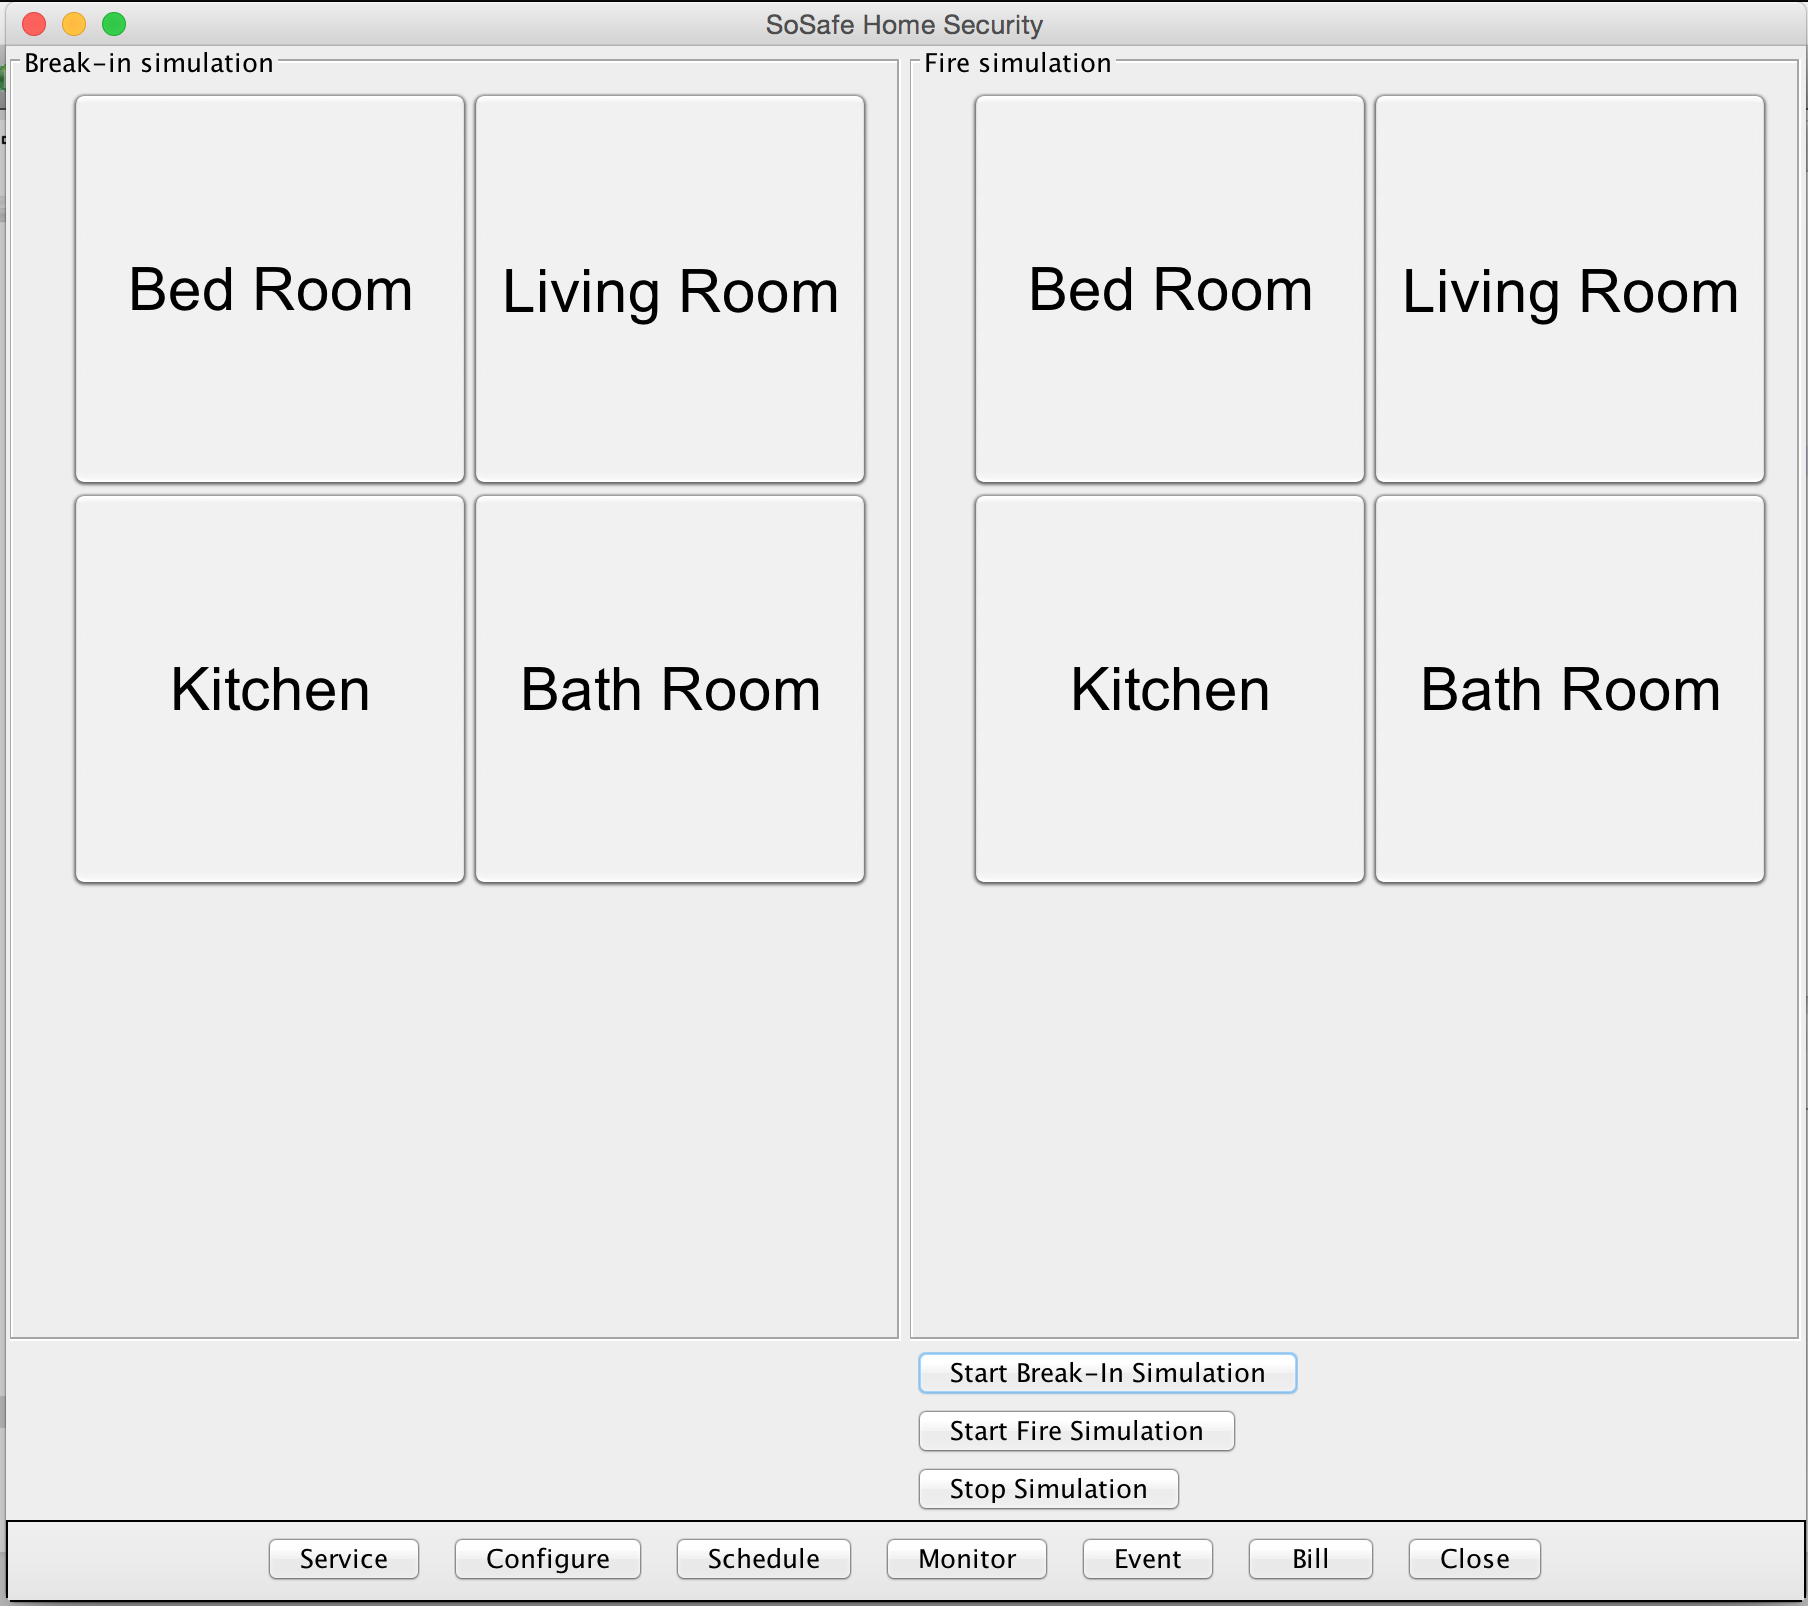 SoSafe Home Security
Break-in simulation
Bed Room
Living Room
Kitchen
Bath Room
Fire simulation
Bed Room
Living Room
Kitchen
Bath Room
Start Break-In Simulation
Start Fire Simulation
Stop Simulation
Service
Configure
Schedule
Monitor
Event
Bill
Close